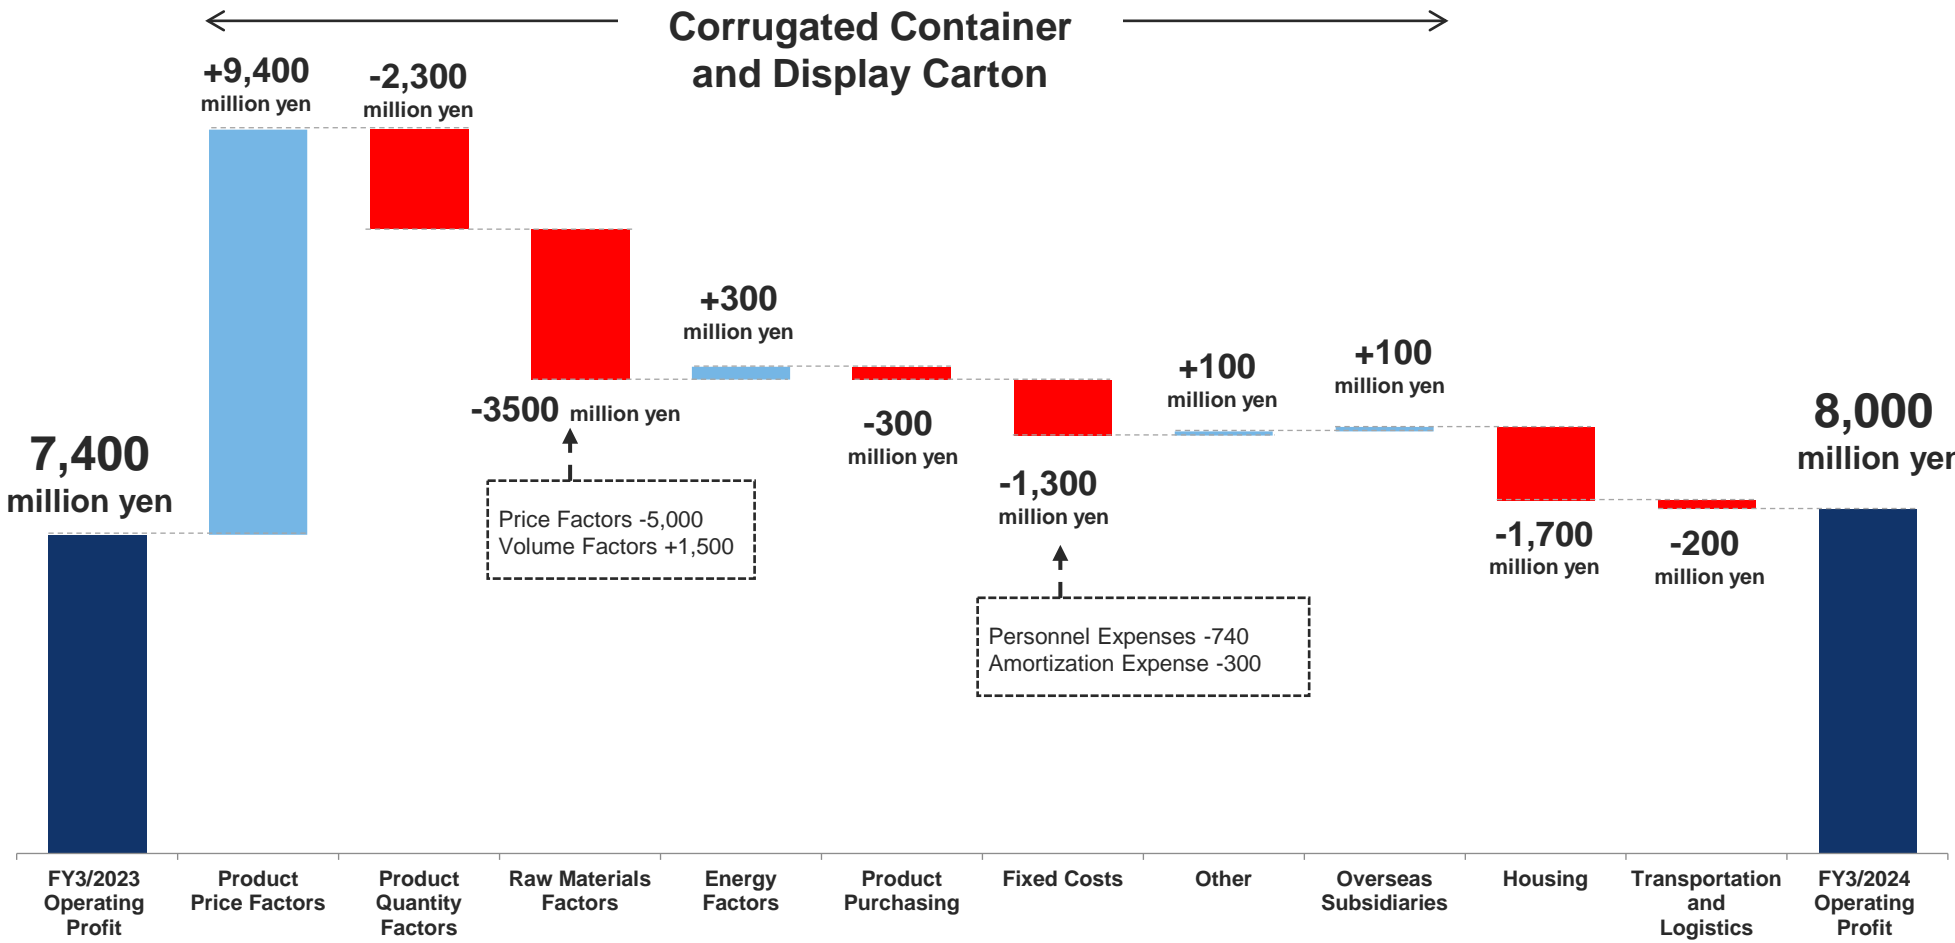 Corrugated Container
and Display Carton
+9,400
million yen
-2,300
million yen
+300
million yen
-3500 million yen
-300
million yen
+100
million yen
+100
million yen
7,400
million yen
8,000
million yen
-1,300
million yen
-1,700
million yen
-200
million yen
Price Factors -5,000
Volume Factors +1,500
Personnel Expenses -740
Amortization Expense -300
FY3/2023
Operating
Profit
Product
Price Factors
Product
Quantity
Factors
Raw Materials
Factors
Energy
Factors
Product
Purchasing
Fixed Costs
Other
Overseas
Subsidiaries
Housing
Transportation
and
Logistics
FY3/2024
Operating
Profit